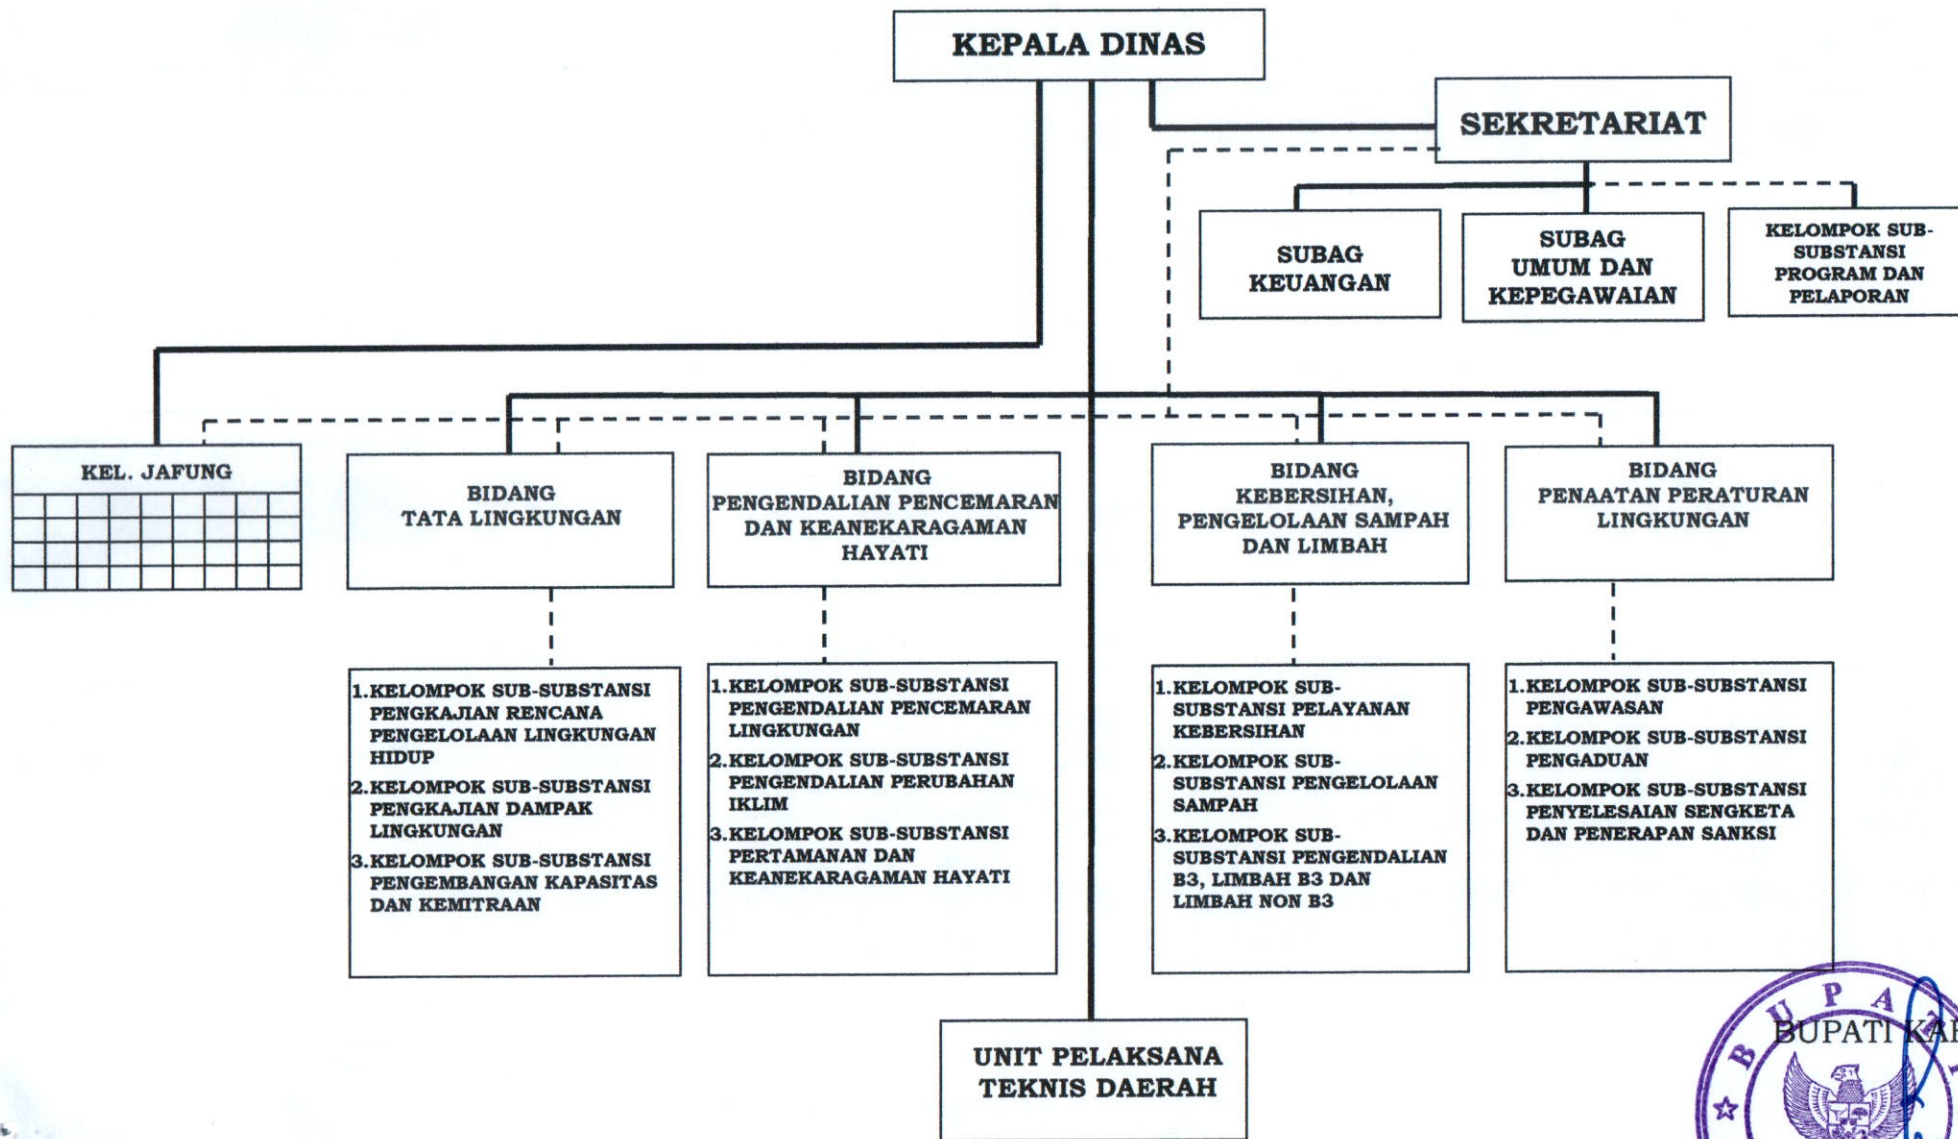 KEPALA DINAS
SEKRETARIAT
SUBAG
KEUANGAN
SUBAG
UMUM DAN
KEPEGAWAIAN
KELOMPOK SUB-
SUBSTANSI
PROGRAM DAN
PELAPORAN
KEL. JAFUNG
BIDANG
TATA LINGKUNGAN
BIDANG
PENGENDALIAN PENCEMARAN
DAN KEANEKARAGAMAN
HAYATI
BIDANG
KEBERSIHAN,
PENGELOLAAN SAMPAH
DAN LIMBAH
BIDANG
PENAATAN PERATURAN
LINGKUNGAN
1.KELOMPOK SUB-SUBSTANSI
PENGKAJIAN RENCANA
PENGELOLAAN LINGKUNGAN
HIDUP
2.KELOMPOK SUB-SUBSTANSI
PENGKAJIAN DAMPAK
LINGKUNGAN
3.KELOMPOK SUB-SUBSTANSI
PENGEMBANGAN KAPASITAS
DAN KEMITRAAN
1.KELOMPOK SUB-SUBSTANSI
PENGENDALIAN PENCEMARAN
LINGKUNGAN
2.KELOMPOK SUB-SUBSTANSI
PENGENDALIAN PERUBAHAN
IKLIM
3.KELOMPOK SUB-SUBSTANSI
PERTAMANAN DAN
KEANEKARAGAMAN HAYATI
1.KELOMPOK SUB-
SUBSTANSI PELAYANAN
KEBERSIHAN
2.KELOMPOK SUB-
SUBSTANSI PENGELOLAAN
SAMPAH
3.KELOMPOK SUB-
SUBSTANSI PENGENDALIAN
B3, LIMBAH B3 DAN
LIMBAH NON B3
1.KELOMPOK SUB-SUBSTANSI
PENGAWASAN
2.KELOMPOK SUB-SUBSTANSI
PENGADUAN
3.KELOMPOK SUB-SUBSTANSI
PENYELESAIAN SENGKETA
DAN PENERAPAN SANKSI
UNIT PELAKSANA
TEKNIS DAERAH
BUPATI
BUPATI